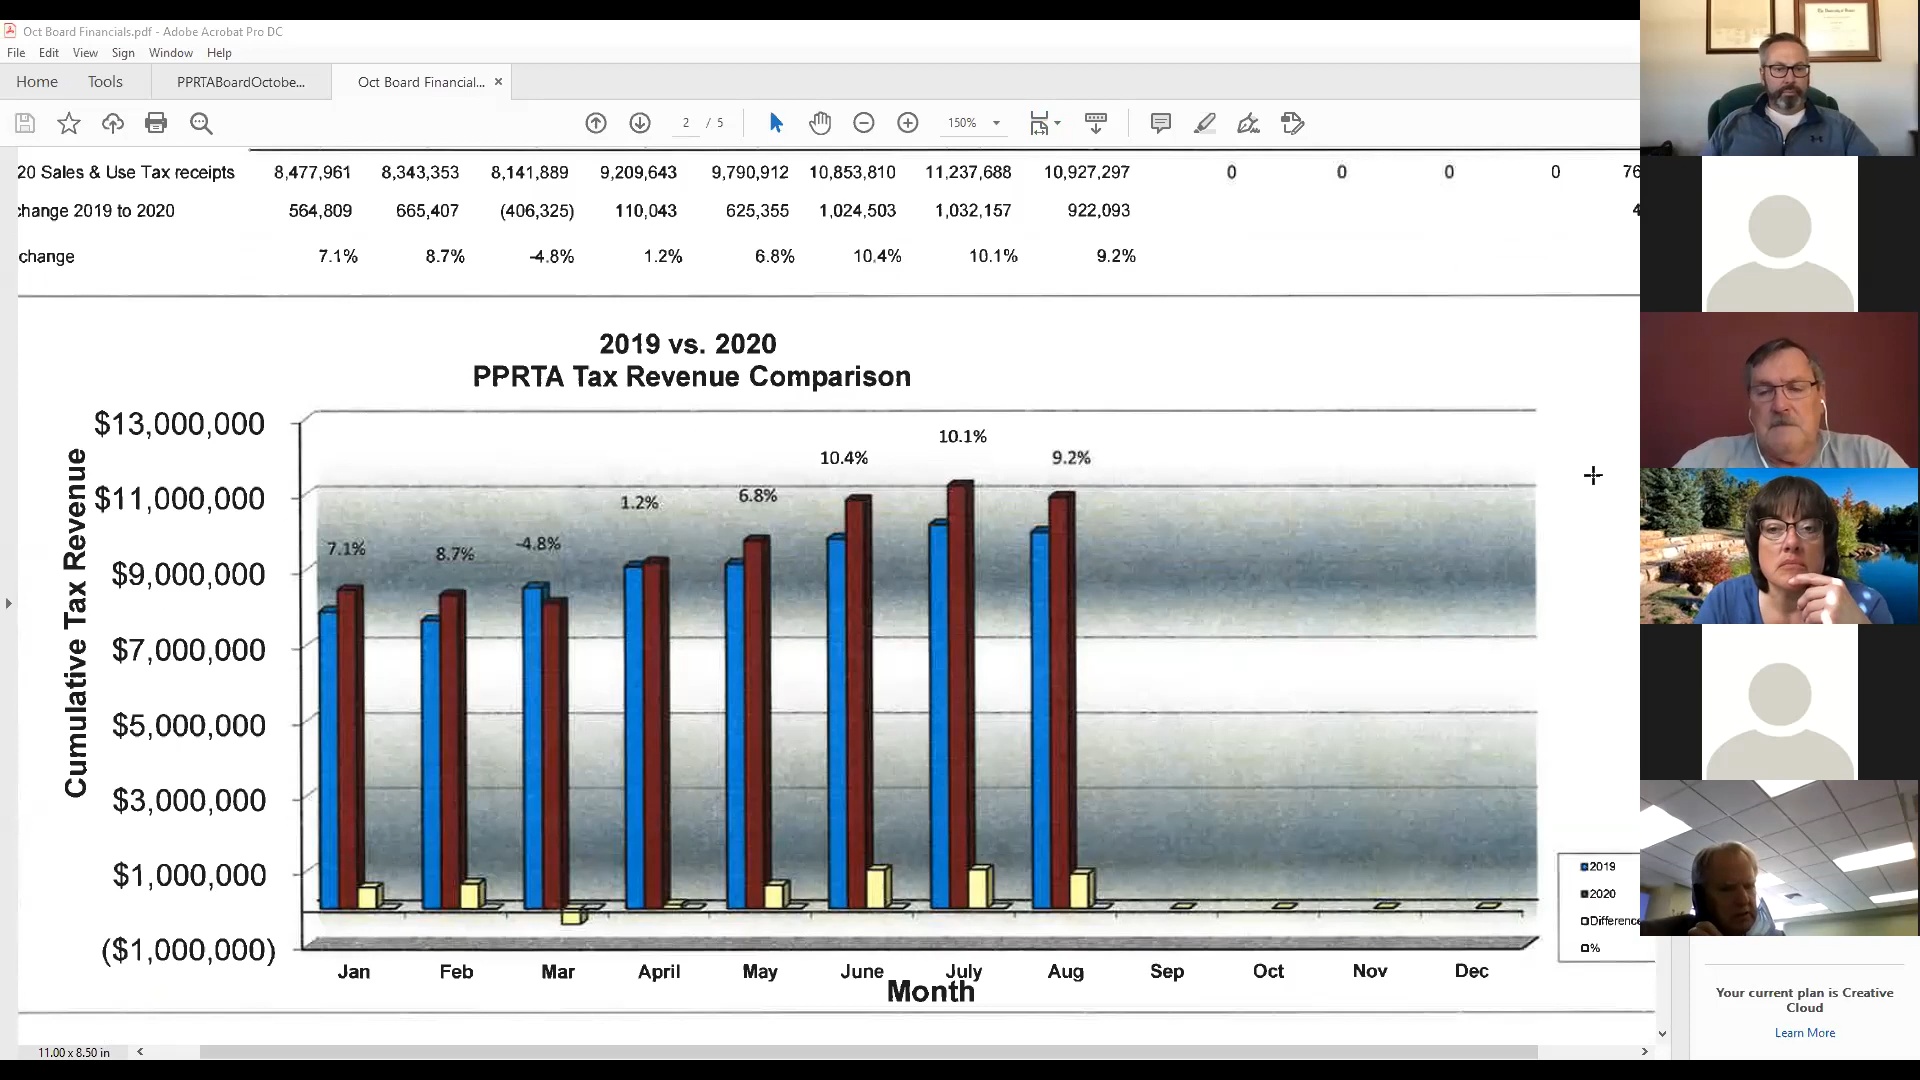 Oct Board Financials.pdf - Adobe Acrobat Pro DC
File Edit View Sign Window Help
Home Tools PPRTABoardOctobe... Oct Board Financial... ×
2 / 5 150%
20 Sales & Use Tax receipts 8,477,961 8,343,353 8,141,889 9,209,643 9,790,912 10,853,810 11,237,688 10,927,297 0 0 0 0 76
hange 2019 to 2020 564,809 665,407 (406,325) 110,043 625,355 1,024,503 1,032,157 922,093 4
change 7.1% 8.7% -4.8% 1.2% 6.8% 10.4% 10.1% 9.2%
2019 vs. 2020
PPRTA Tax Revenue Comparison
Cumulative Tax Revenue
$13,000,000
$11,000,000
$9,000,000
$7,000,000
$5,000,000
$3,000,000
$1,000,000
($1,000,000)
7.1% 8.7% -4.8% 1.2% 6.8% 10.4% 10.1% 9.2%
Jan Feb Mar April May June July Aug Sep Oct Nov Dec
Month
2019
2020
Difference
%
Your current plan is Creative
Cloud
Learn More
11.00 x 8.50 in